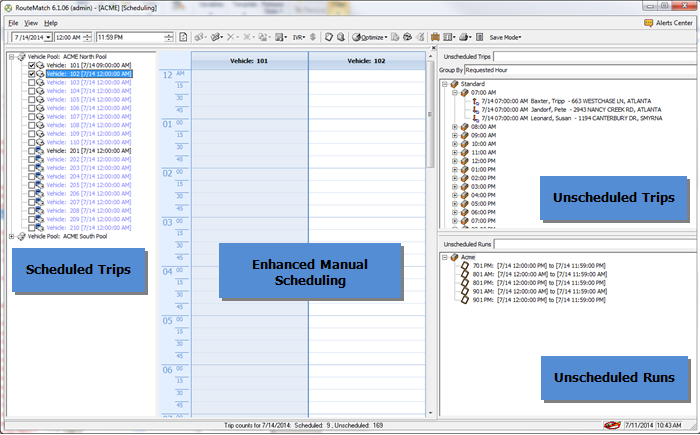 RouteMatch 6.1.06 (admin) - [ACME] [Scheduling]
File View Help
Alerts Center
7/14/2014 12:00 AM 11:59 PM IVR $ Optimize Save Mode
Vehicle Pool: ACME North Pool
Vehicle: 101 [7/14 09:00:00 AM]
Vehicle: 102 [7/14 12:00:00 AM]
Vehicle: 103 [7/14 12:00:00 AM]
Vehicle: 104 [7/14 12:00:00 AM]
Vehicle: 105 [7/14 12:00:00 AM]
Vehicle: 106 [7/14 12:00:00 AM]
Vehicle: 107 [7/14 12:00:00 AM]
Vehicle: 108 [7/14 12:00:00 AM]
Vehicle: 109 [7/14 12:00:00 AM]
Vehicle: 110 [7/14 12:00:00 AM]
Vehicle: 201 [7/14 12:00:00 AM]
Vehicle: 202 [7/14 12:00:00 AM]
Vehicle: 203 [7/14 12:00:00 AM]
Vehicle: 204 [7/14 12:00:00 AM]
Vehicle: 205 [7/14 12:00:00 AM]
Vehicle: 206 [7/14 12:00:00 AM]
Vehicle: 207 [7/14 12:00:00 AM]
Vehicle: 208 [7/14 12:00:00 AM]
Vehicle: 209 [7/14 12:00:00 AM]
Vehicle: 210 [7/14 12:00:00 AM]
Vehicle Pool: ACME South Pool
Scheduled Trips
Vehicle: 101 Vehicle: 102
12 AM
15
30
45
01 00
15
30
45
02 00
15
30
45
03 00
15
30
45
04 00
15
30
45
05 00
15
30
45
06 00
15
30
45
Enhanced Manual
Scheduling
Unscheduled Trips
Group By Requested Hour
Standard
07:00 AM
7/14 07:00:00 AM Baxter, Tripp - 663 WESTCHASE LN, ATLANTA
7/14 07:00:00 AM Jandorf, Pete - 2943 NANCY CREEK RD, ATLANTA
7/14 07:00:00 AM Leonard, Susan - 1194 CANTERBURY DR, SMYRNA
08:00 AM
09:00 AM
10:00 AM
11:00 AM
12:00 PM
01:00 PM
02:00 PM
03:00 PM
04:00 PM
05:00 PM
06:00 PM
07:00 PM
Unscheduled Trips
Unscheduled Runs
Acme
701 PM: [7/14 12:00:00 PM] to [7/14 11:59:00 PM]
801 AM: [7/14 12:00:00 AM] to [7/14 11:59:00 AM]
801 PM: [7/14 12:00:00 PM] to [7/14 11:59:00 PM]
901 AM: [7/14 12:00:00 AM] to [7/14 11:59:00 AM]
901 PM: [7/14 12:00:00 PM] to [7/14 11:59:00 PM]
Unscheduled Runs
Trip counts for 7/14/2014: Scheduled: 9 , Unscheduled: 169
7/11/2014 10:43 AM